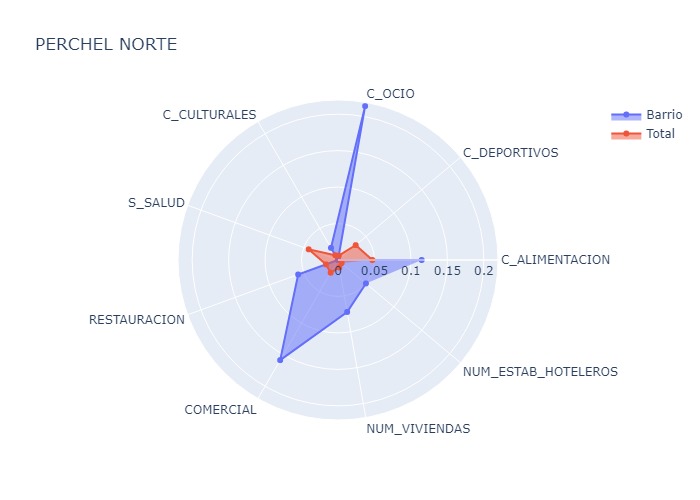 PERCHEL NORTE
C_OCIO
C_CULTURALES
C_DEPORTIVOS
S_SALUD
C_ALIMENTACION
RESTAURACION
NUM_ESTAB_HOTELEROS
COMERCIAL
NUM_VIVIENDAS
0 0.05 0.1 0.15 0.2
Barrio
Total